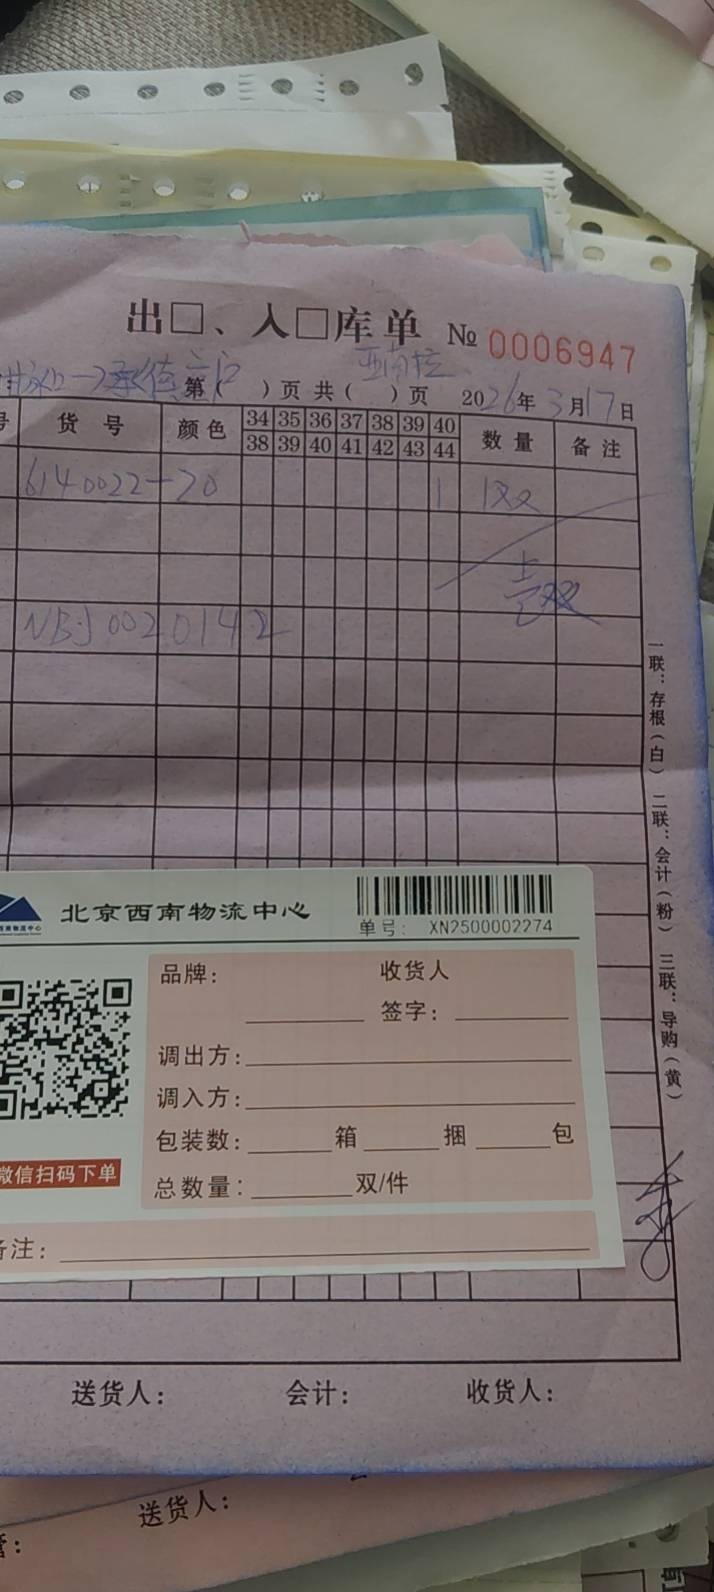 出□、入□库单 № 0006947
第( )页 共( )页 2026年3月17日
号 货 号 颜 色 34 35 36 37 38 39 40 数 量 备 注
38 39 40 41 42 43 44
6140022-70 1 1双
NBJ0020142
一联：存根（白） 二联：会计（粉） 三联：导购（黄）
北京西南物流中心
单号： XN2500002274
品牌： 收货人
签字：
调出方：
调入方：
包装数： 箱 捆 包
总数量： 双/件
微信扫码下单
备注：
送货人： 会计： 收货人：
送货人：